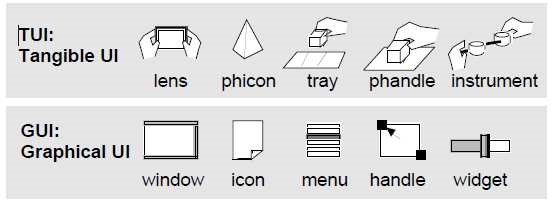 TUI:
Tangible UI
lens phicon tray phandle instrument
GUI:
Graphical UI
window icon menu handle widget